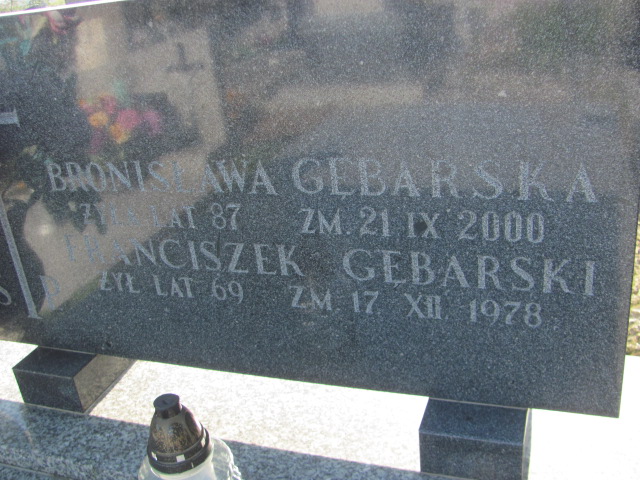 BRONISŁAWA GĘBARSKA
ŻYŁA LAT 87 ZM. 21 IX 2000
FRANCISZEK GĘBARSKI
ŻYŁ LAT 69 ZM. 17. XII. 1978